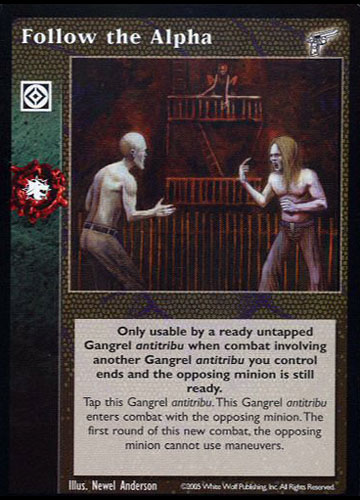 Follow the Alpha
Only usable by a ready untapped
Gangrel antitribu when combat involving
another Gangrel antitribu you control
ends and the opposing minion is still
ready.
Tap this Gangrel antitribu. This Gangrel antitribu
enters combat with the opposing minion. The
first round of this new combat, the opposing
minion cannot use maneuvers.
Illus. Newel Anderson ©2005 White Wolf Publishing, Inc. All Rights Reserved.